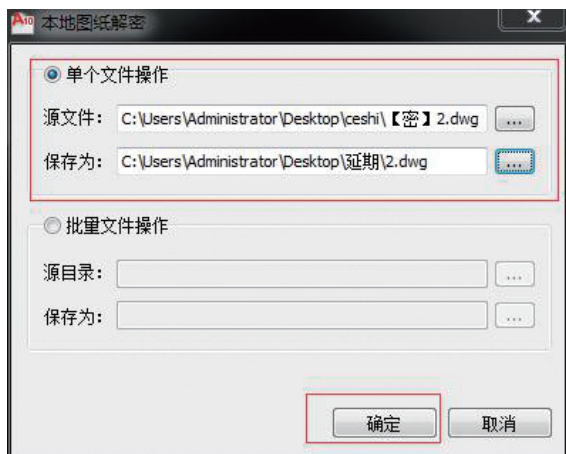 A10 本地图纸解密 X
单个文件操作
源文件: C:\Users\Administrator\Desktop\ceshi\【密】2.dwg ...
保存为: C:\Users\Administrator\Desktop\延期\2.dwg ...
批量文件操作
源目录: ...
保存为: ...
确定 取消